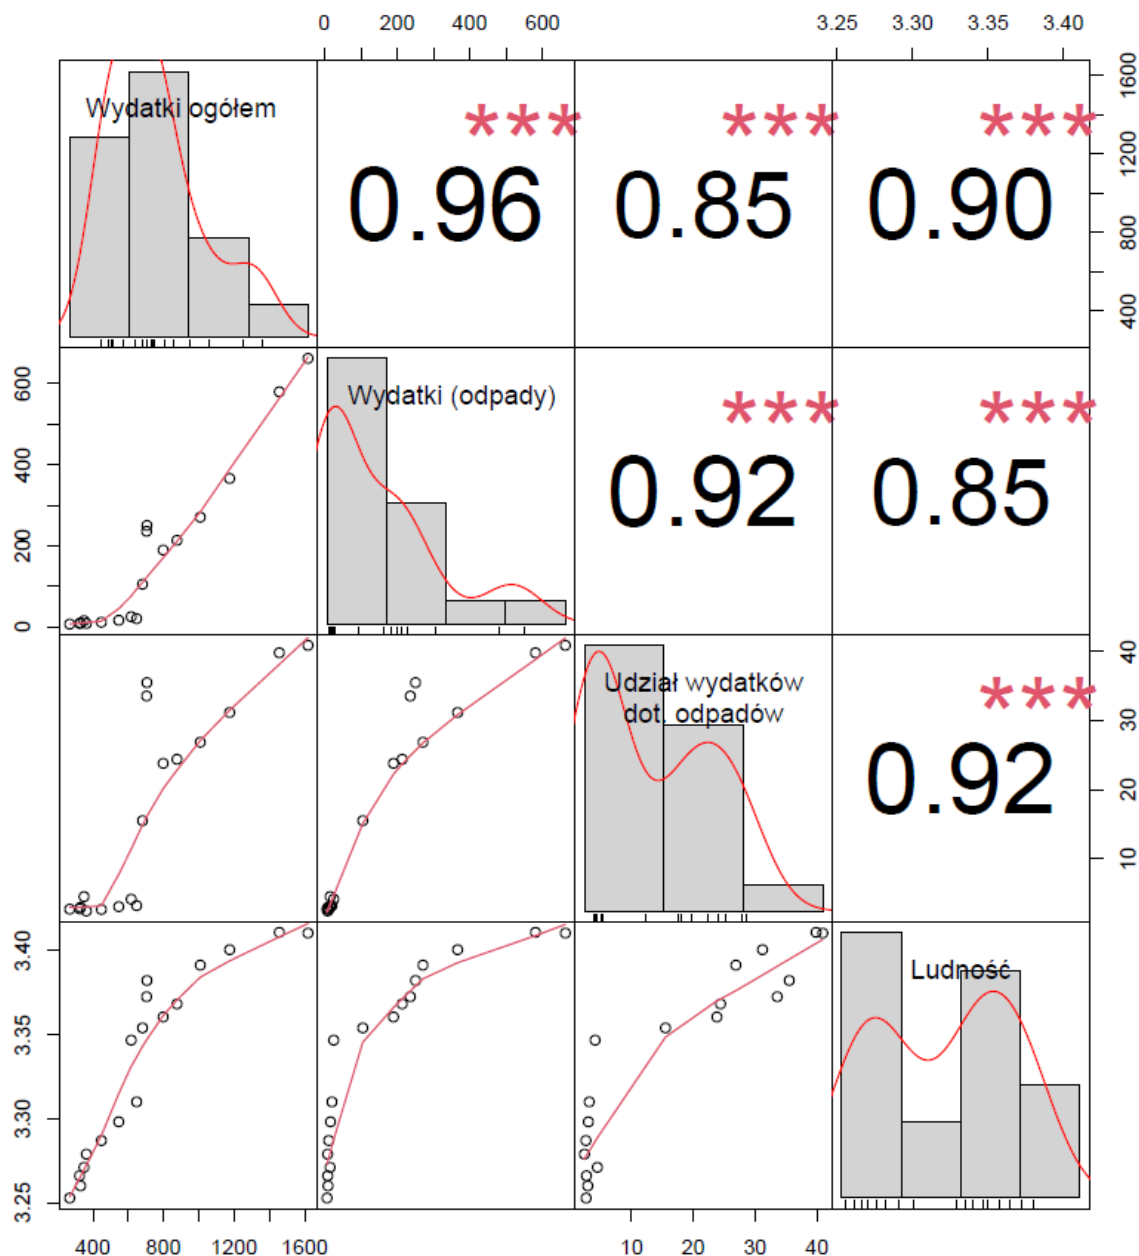 0 200 400 600
3.25 3.30 3.35 3.40
Wydatki ogółem
***
0.96
***
0.85
***
0.90
400 800 1200 1600
0 200 400 600
Wydatki (odpady)
***
0.92
***
0.85
Udział wydatków
dot. odpadów
***
0.92
10 20 30 40
3.25 3.30 3.35 3.40
Ludność
400 800 1200 1600
10 20 30 40